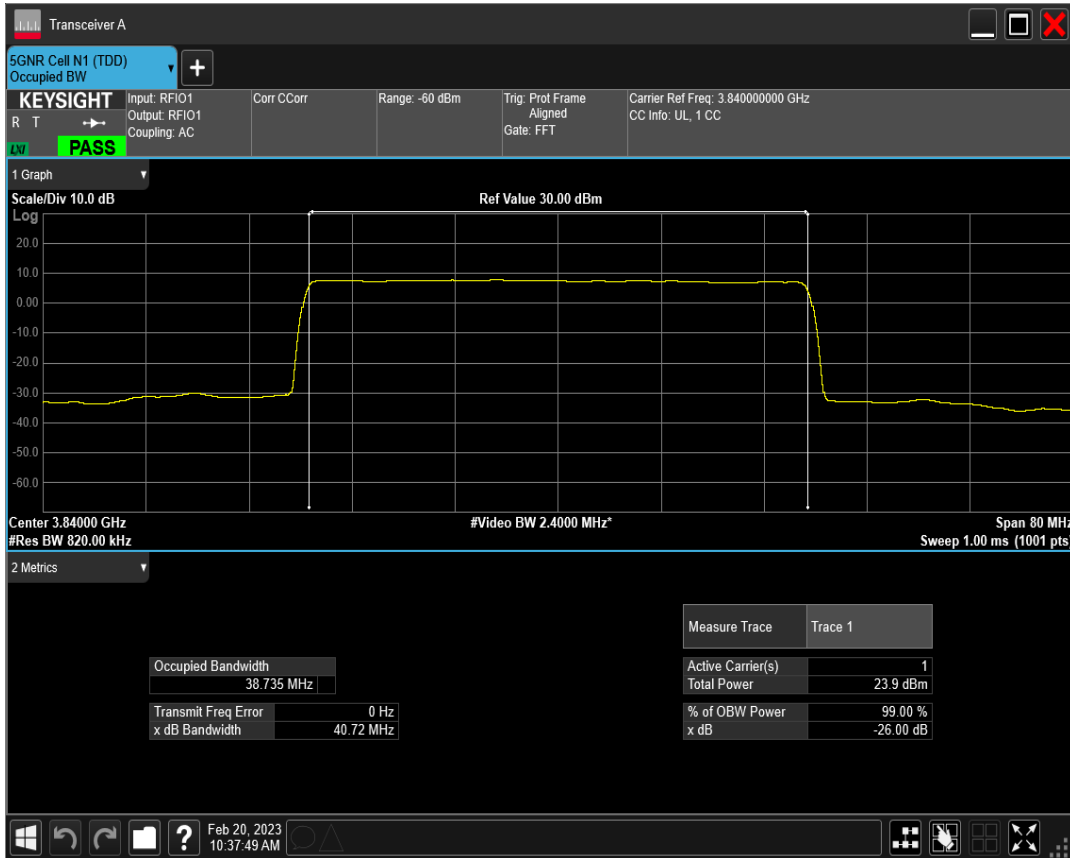 Transceiver A
5GNR Cell N1 (TDD)
Occupied BW
+
KEYSIGHT
R T
LXI
PASS
Input: RFIO1
Output: RFIO1
Coupling: AC
Corr CCorr
Range: -60 dBm
Trig: Prot Frame
Aligned
Gate: FFT
Carrier Ref Freq: 3.840000000 GHz
CC Info: UL, 1 CC
1 Graph
Scale/Div 10.0 dB
Ref Value 30.00 dBm
Log
20.0
10.0
0.00
-10.0
-20.0
-30.0
-40.0
-50.0
-60.0
Center 3.84000 GHz
#Video BW 2.4000 MHz*
Span 80 MHz
#Res BW 820.00 kHz
Sweep 1.00 ms (1001 pts)
2 Metrics
Measure Trace Trace 1
Occupied Bandwidth
38.735 MHz
Active Carrier(s) 1
Total Power 23.9 dBm
Transmit Freq Error 0 Hz
x dB Bandwidth 40.72 MHz
% of OBW Power 99.00 %
x dB -26.00 dB
?
Feb 20, 2023
10:37:49 AM